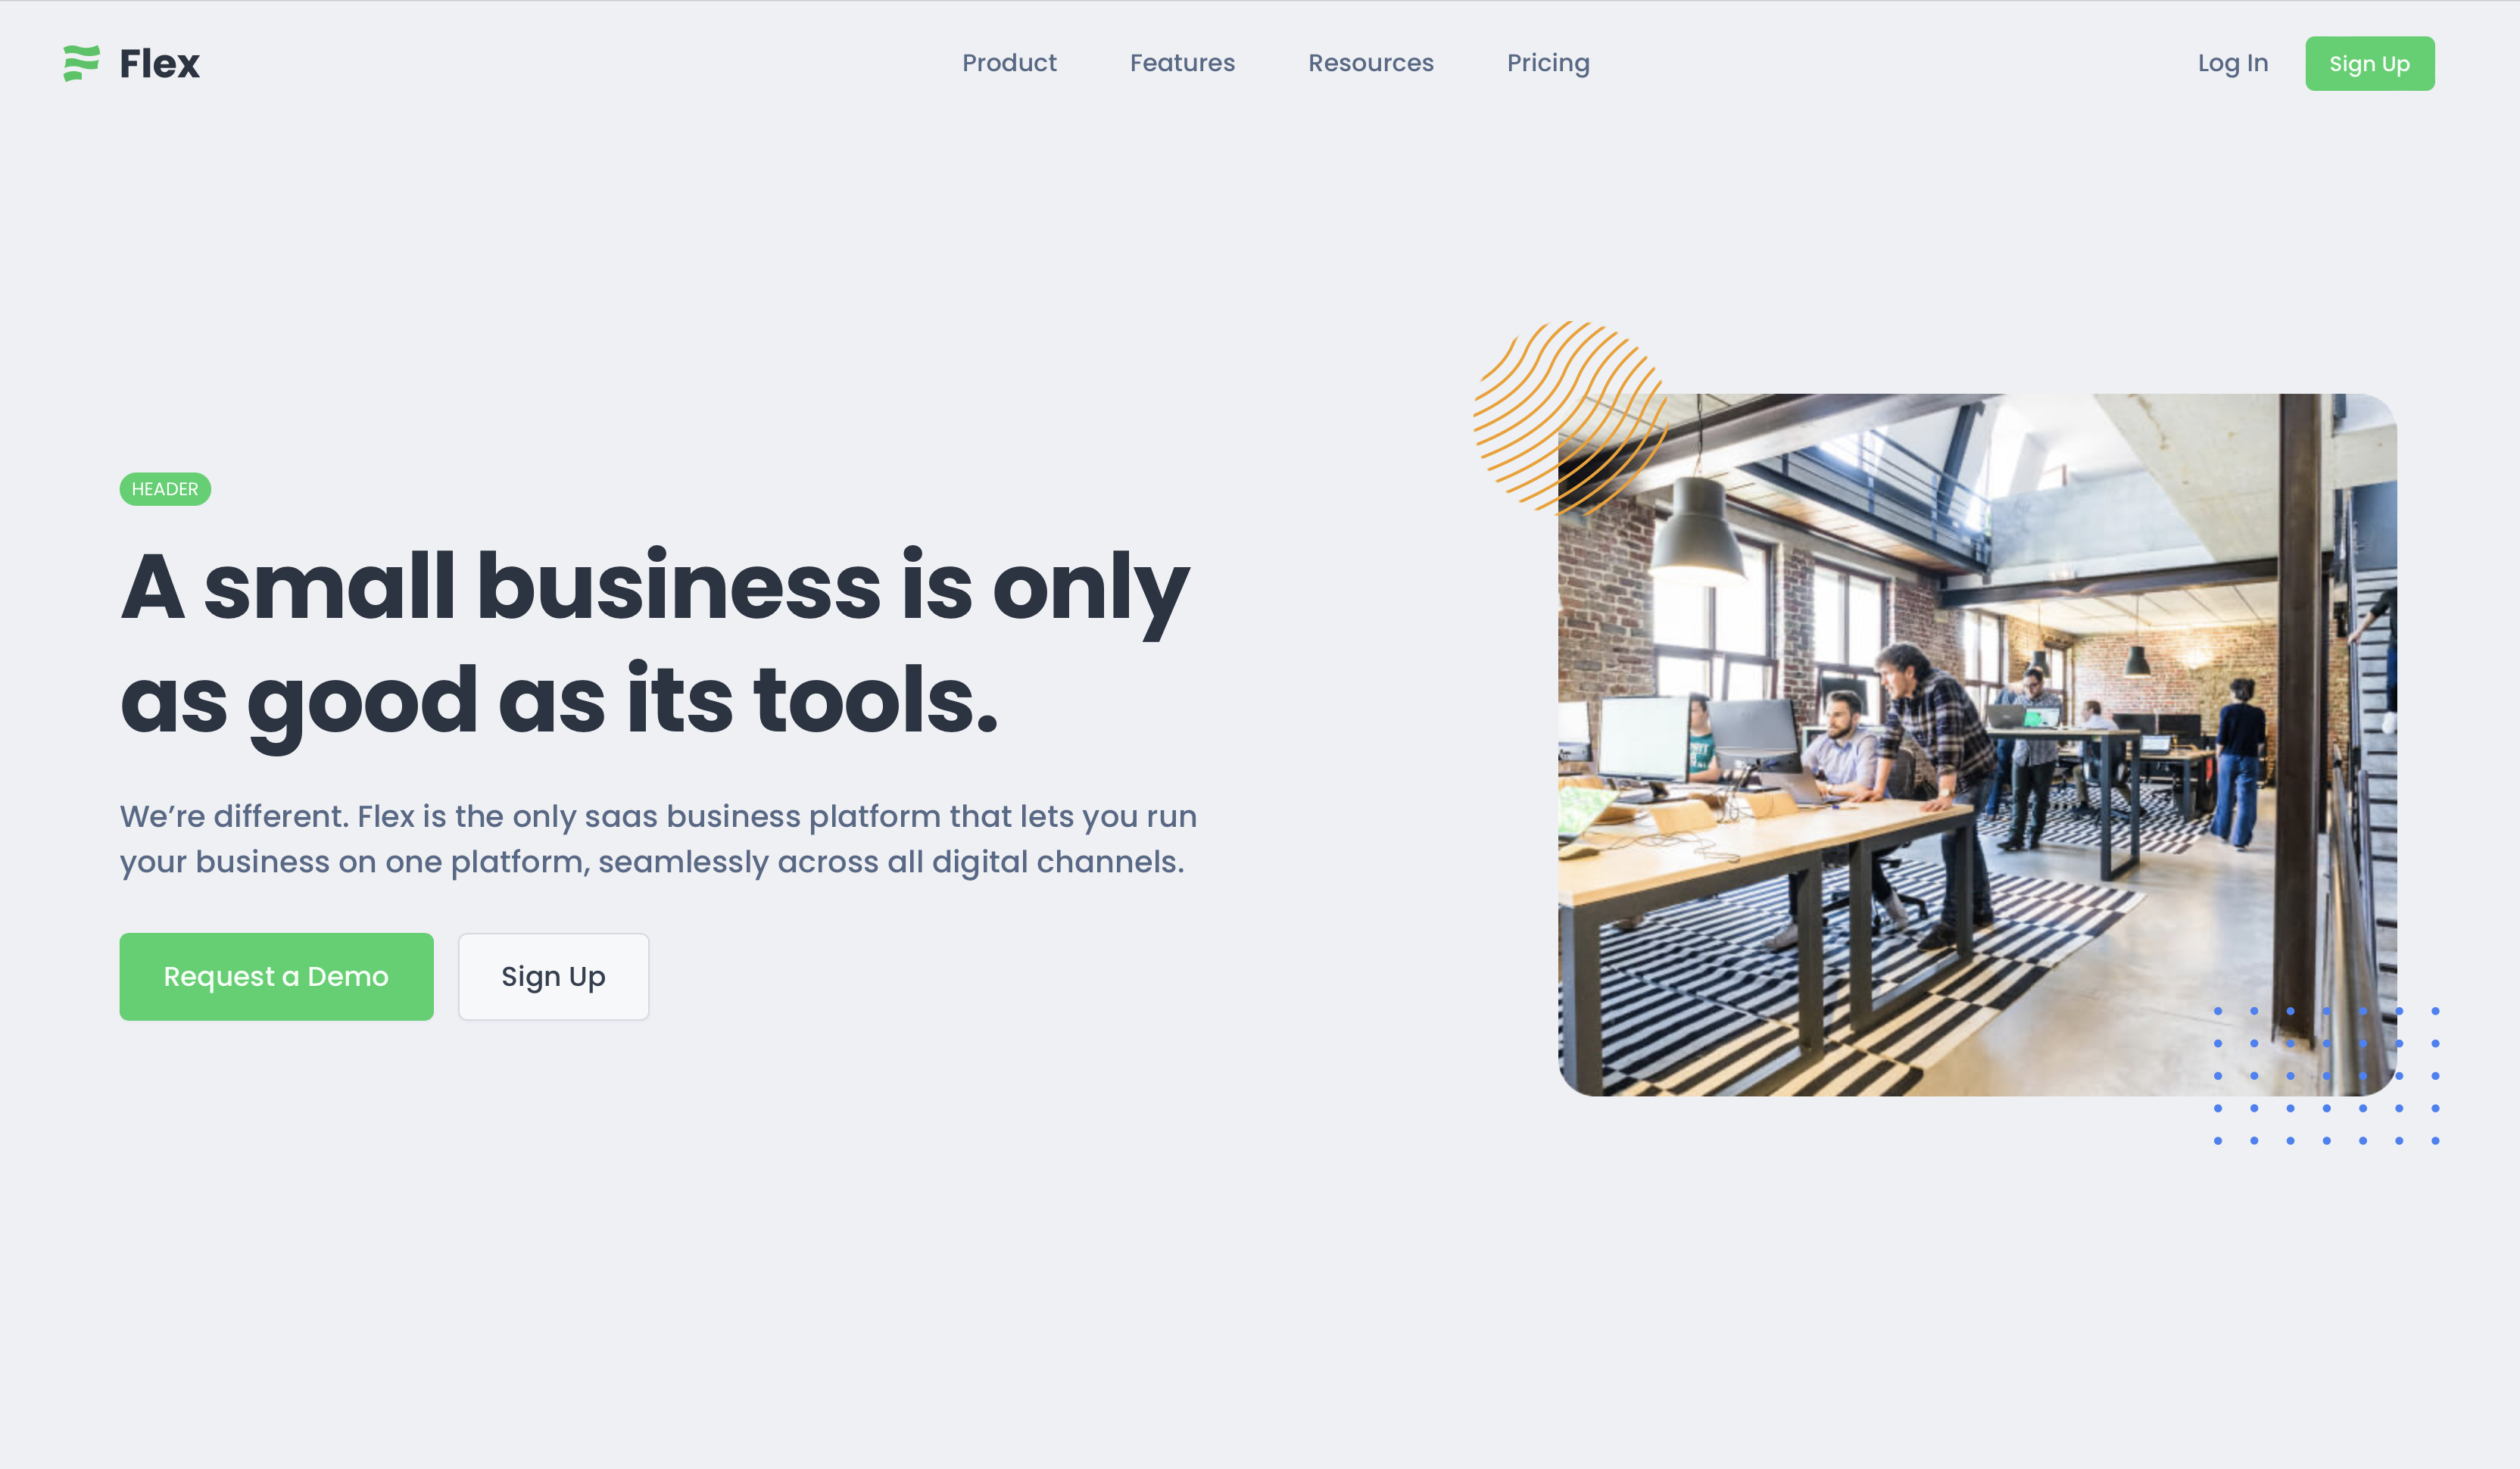 Flex
Product Features Resources Pricing
Log In Sign Up
HEADER
A small business is only
as good as its tools.
We’re different. Flex is the only saas business platform that lets you run
your business on one platform, seamlessly across all digital channels.
Request a Demo Sign Up